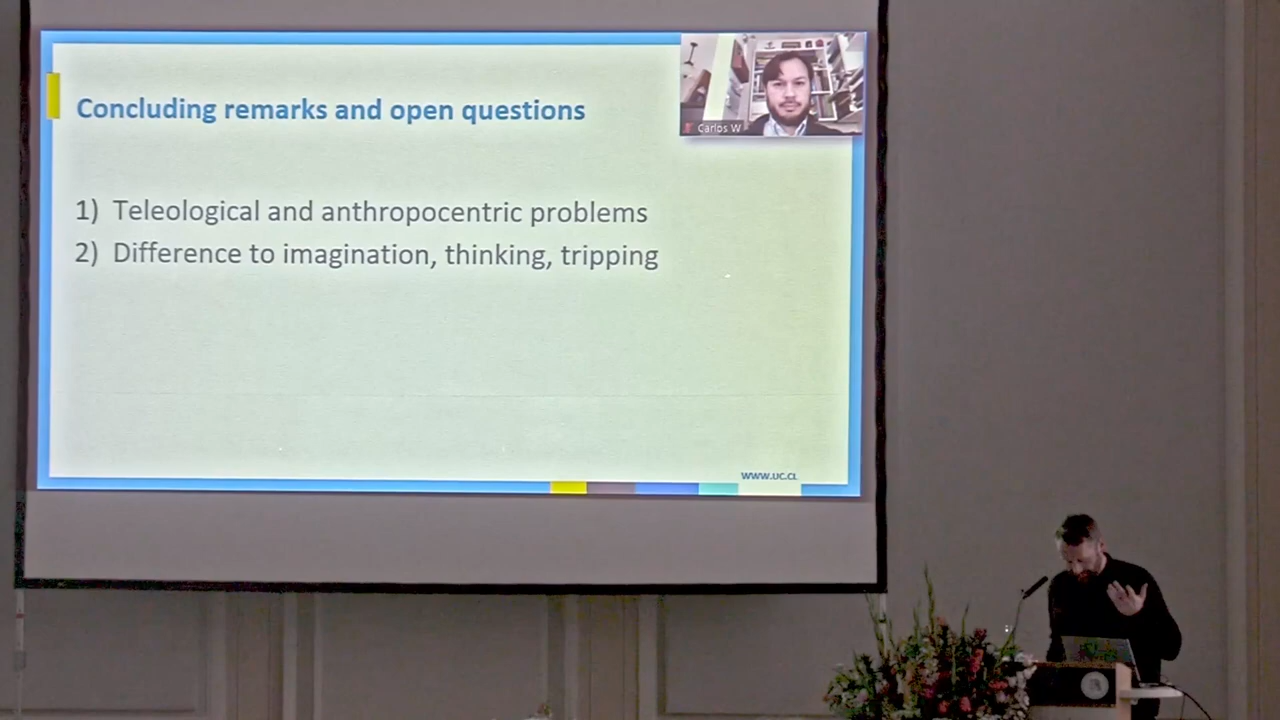 Concluding remarks and open questions
Carlos W
1) Teleological and anthropocentric problems
2) Difference to imagination, thinking, tripping
WWW.UC.CL